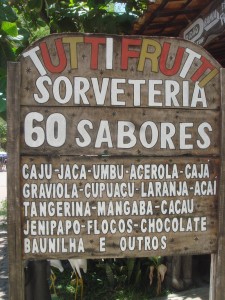 TUTTI FRUTTI
SORVETERIA
60 SABORES
CAJU-JACA-UMBU-ACEROLA-CAJÁ
GRAVIOLA-CUPUAÇU-LARANJA-AÇAI
TANGERINA-MANGABA-CACAU
JENIPAPO-FLOCOS-CHOCOLATE
BAUNILHA E OUTROS